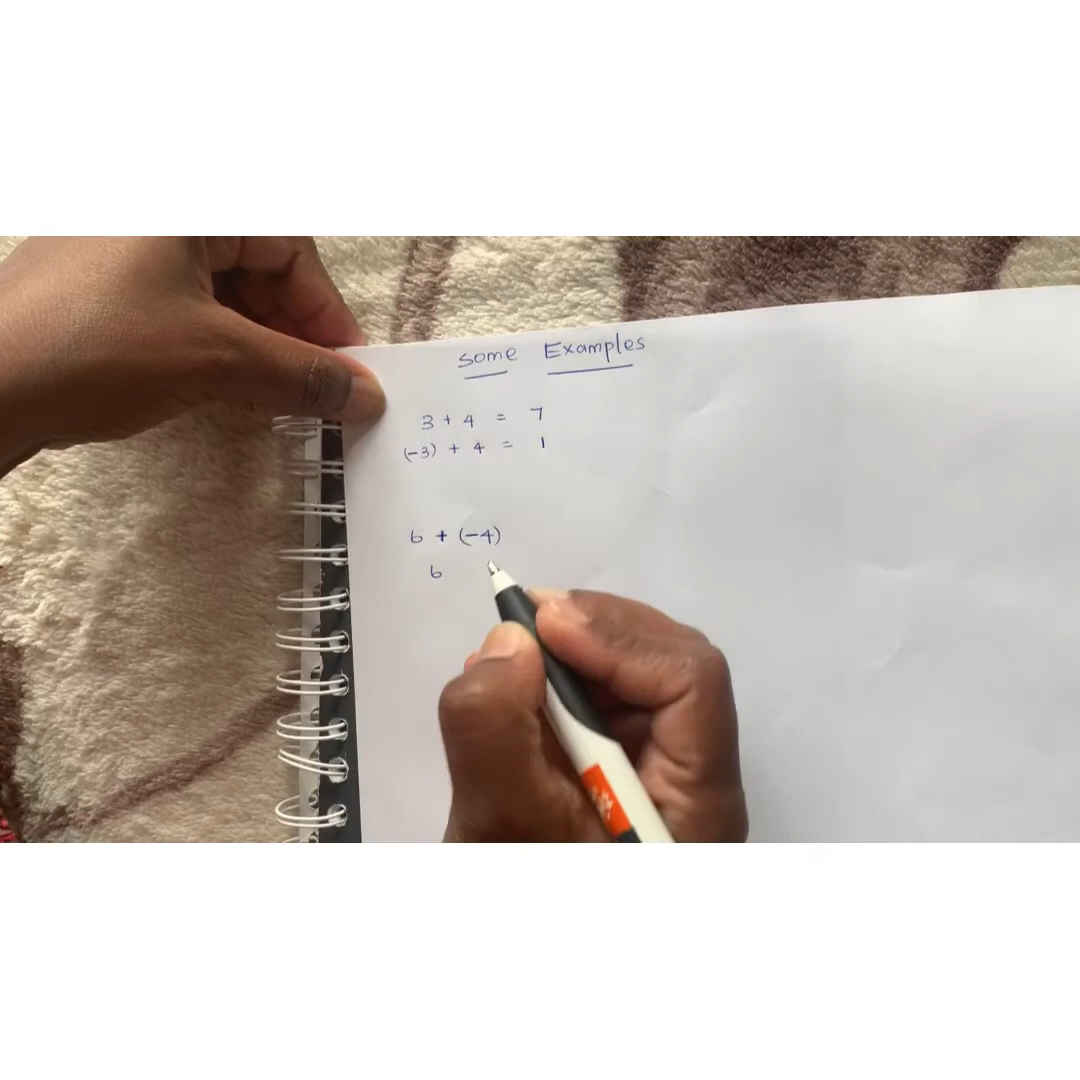 some Examples
3 + 4 = 7
(-3) + 4 = 1
6 + (-4)
6